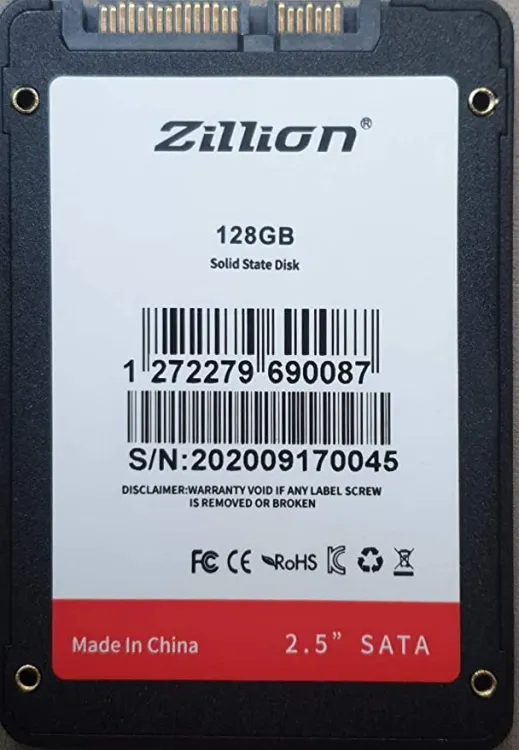 Zillion®
128GB
Solid State Disk
1 272279 690087
S/N:202009170045
DISCLAIMER:WARRANTY VOID IF ANY LABEL SCREW
IS REMOVED OR BROKEN
FC CE RoHS
Made In China 2.5” SATA